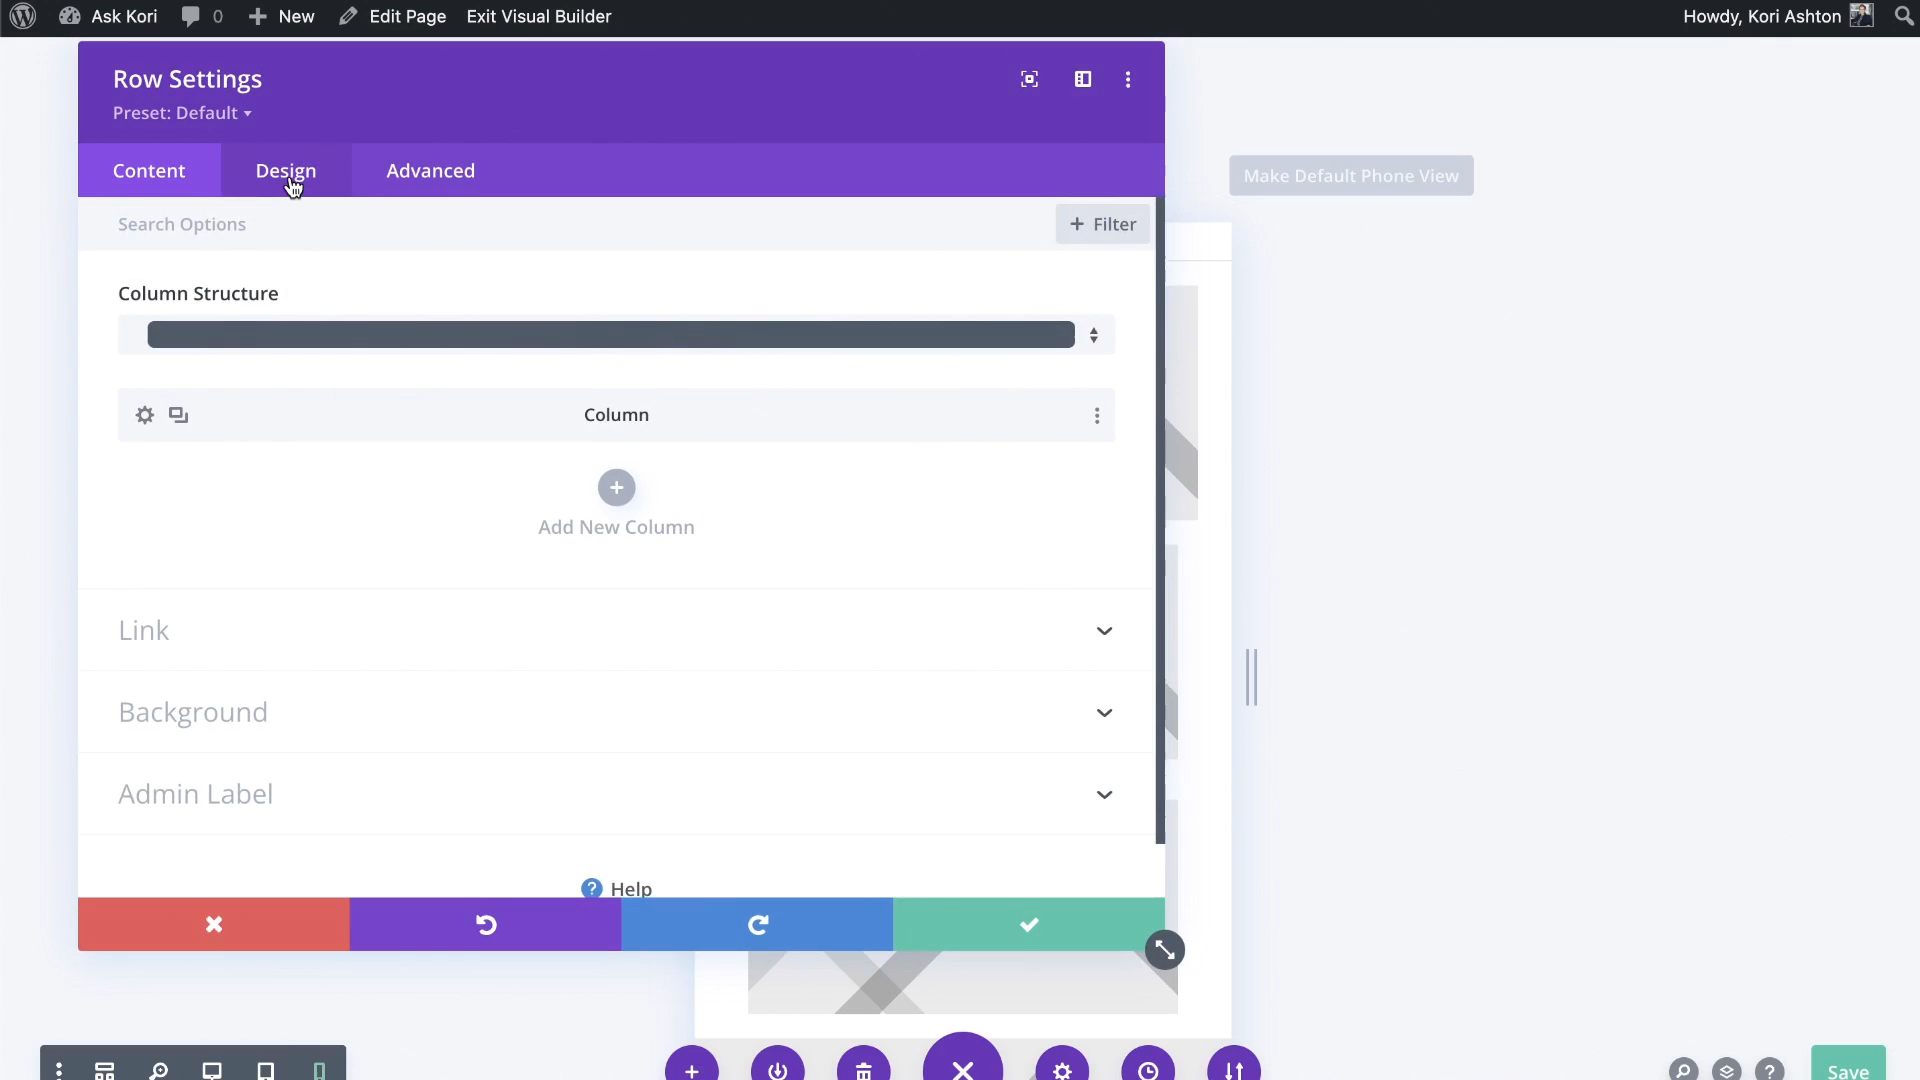 Ask Kori 0 New Edit Page Exit Visual Builder Howdy, Kori Ashton
Row Settings
Preset: Default
Content Design Advanced
Make Default Phone View
Search Options + Filter
Column Structure
Column
Add New Column
Link
Background
Admin Label
? Help
? Save